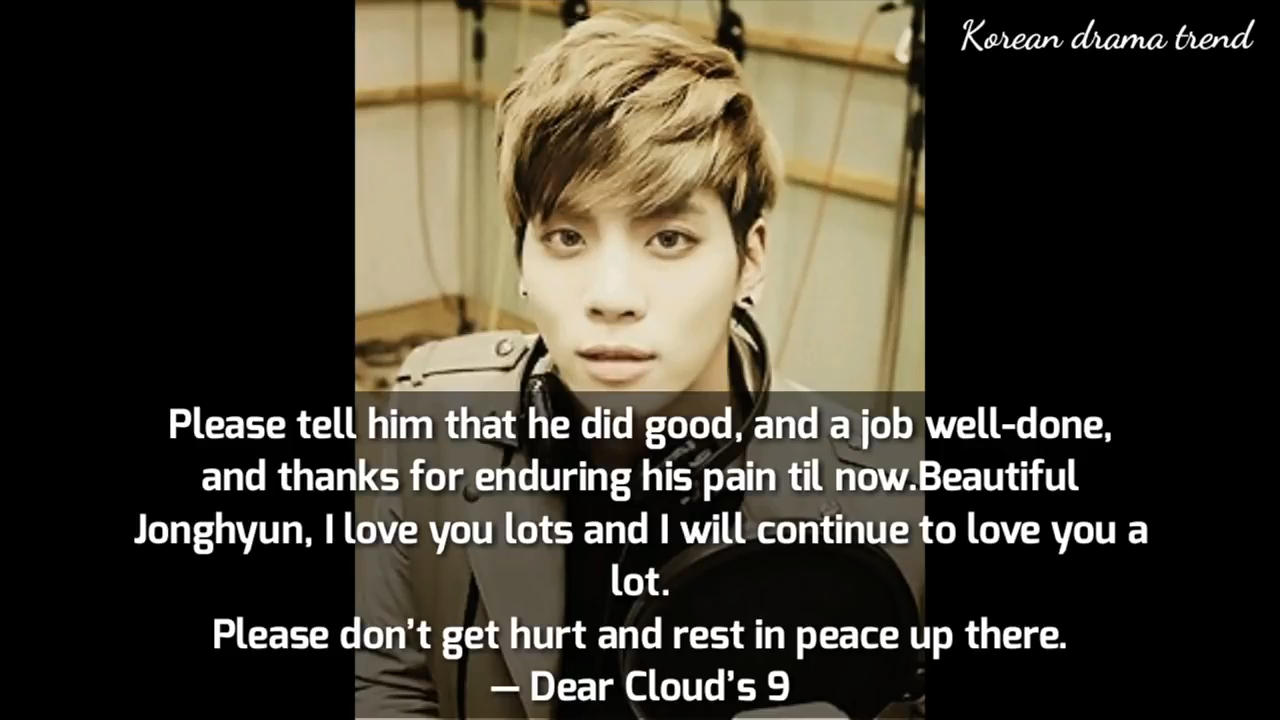 Korean drama trend
Please tell him that he did good, and a job well-done,
and thanks for enduring his pain til now.Beautiful
Jonghyun, I love you lots and I will continue to love you a
lot.
Please don’t get hurt and rest in peace up there.
— Dear Cloud’s 9